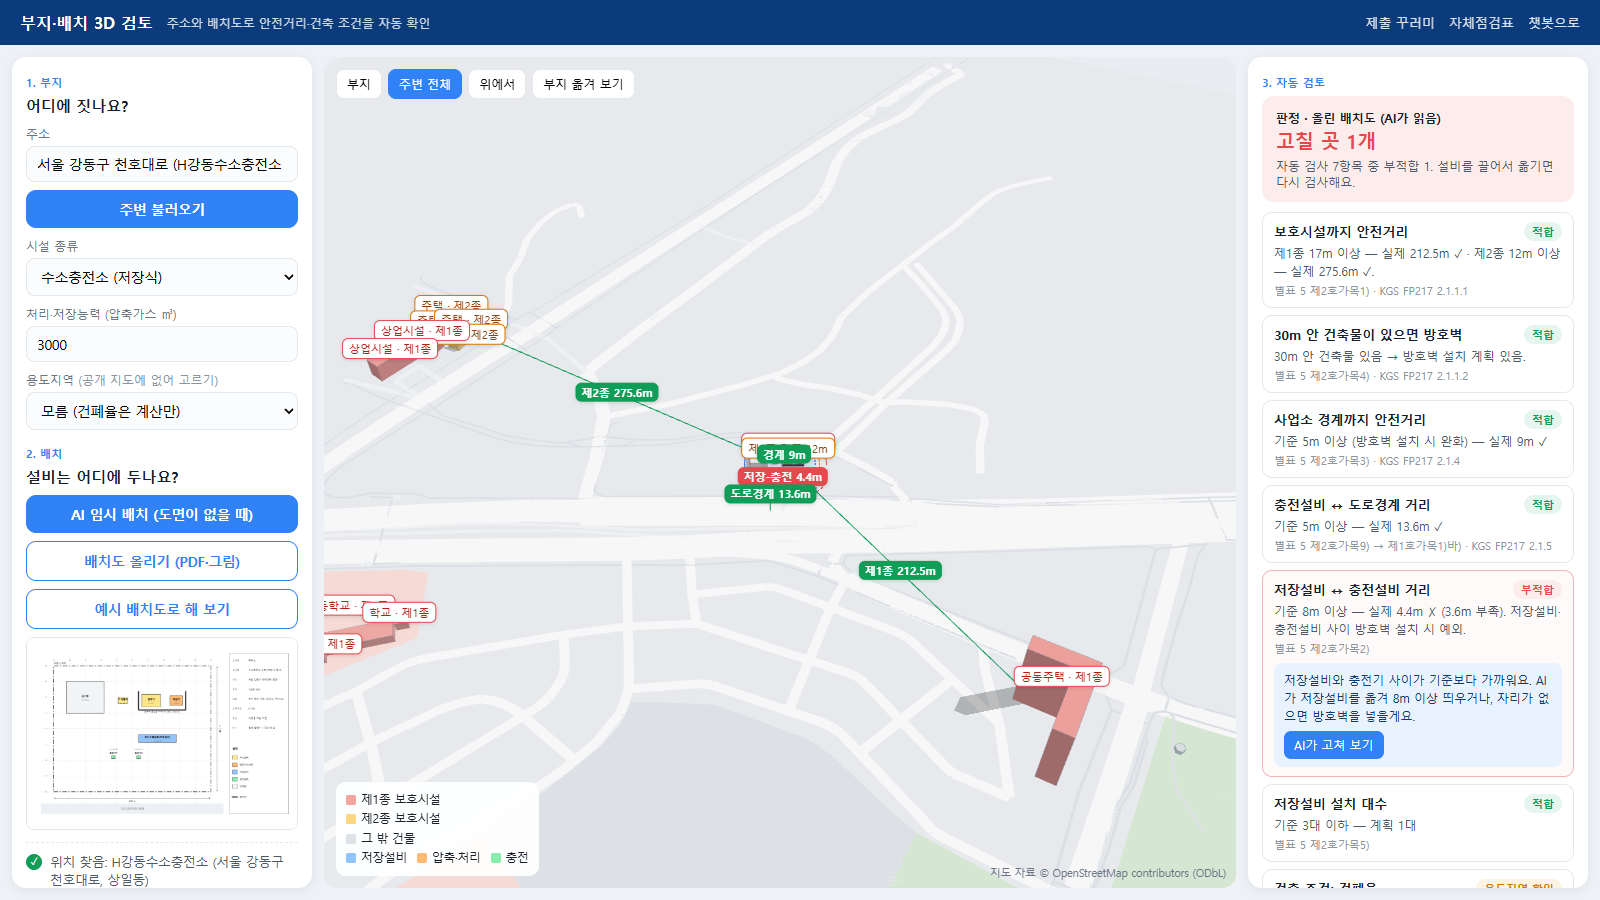 부지·배치 3D 검토
주소와 배치도로 안전거리·건축 조건을 자동 확인
제출 꾸러미
자체점검표
챗봇으로
1. 부지
어디에 짓나요?
주소
서울 강동구 천호대로 (H강동수소충전소
주변 불러오기
시설 종류
수소충전소 (저장식)
처리·저장능력 (압축가스 ㎥)
3000
용도지역 (공개 지도에 없어 고르기)
모름 (건폐율은 계산만)
2. 배치
설비는 어디에 두나요?
AI 임시 배치 (도면이 없을 때)
배치도 올리기 (PDF·그림)
예시 배치도로 해 보기
위치 찾음: H강동수소충전소 (서울 강동구
천호대로, 상일동)
부지
주변 전체
위에서
부지 옮겨 보기
주택 · 제2종
주택 · 제2종
제2종
상업시설 · 제1종
상업시설 · 제1종
제2종 275.6m
경계 9m
저장-충전 4.4m
도로경계 13.6m
제1종 212.5m
학교 · 제1종
제1종
공동주택 · 제1종
제1종 보호시설
제2종 보호시설
그 밖 건물
저장설비
압축·처리
충전
지도 자료 © OpenStreetMap contributors (ODbL)
3. 자동 검토
판정 · 올린 배치도 (AI가 읽음)
고칠 곳 1개
자동 검사 7항목 중 부적합 1. 설비를 끌어서 옮기면
다시 검사해요.
보호시설까지 안전거리
적합
제1종 17m 이상 — 실제 212.5m ✓ · 제2종 12m 이상
— 실제 275.6m ✓.
별표 5 제2호가목1) · KGS FP217 2.1.1.1
30m 안 건축물이 있으면 방호벽
적합
30m 안 건축물 있음 → 방호벽 설치 계획 있음.
별표 5 제2호가목4) · KGS FP217 2.1.1.2
사업소 경계까지 안전거리
적합
기준 5m 이상 (방호벽 설치 시 완화) — 실제 9m ✓
별표 5 제2호가목3) · KGS FP217 2.1.4
충전설비 ↔ 도로경계 거리
적합
기준 5m 이상 — 실제 13.6m ✓
별표 5 제2호가목9) → 제1호가목1)바) · KGS FP217 2.1.5
저장설비 ↔ 충전설비 거리
부적합
기준 8m 이상 — 실제 4.4m ✗ (3.6m 부족). 저장설비·
충전설비 사이 방호벽 설치 시 예외.
별표 5 제2호가목2)
저장설비와 충전기 사이가 기준보다 가까워요. AI
가 저장설비를 옮겨 8m 이상 띄우거나, 자리가 없
으면 방호벽을 넣을게요.
AI가 고쳐 보기
저장설비 설치 대수
적합
기준 3대 이하 — 계획 1대
별표 5 제2호가목5)